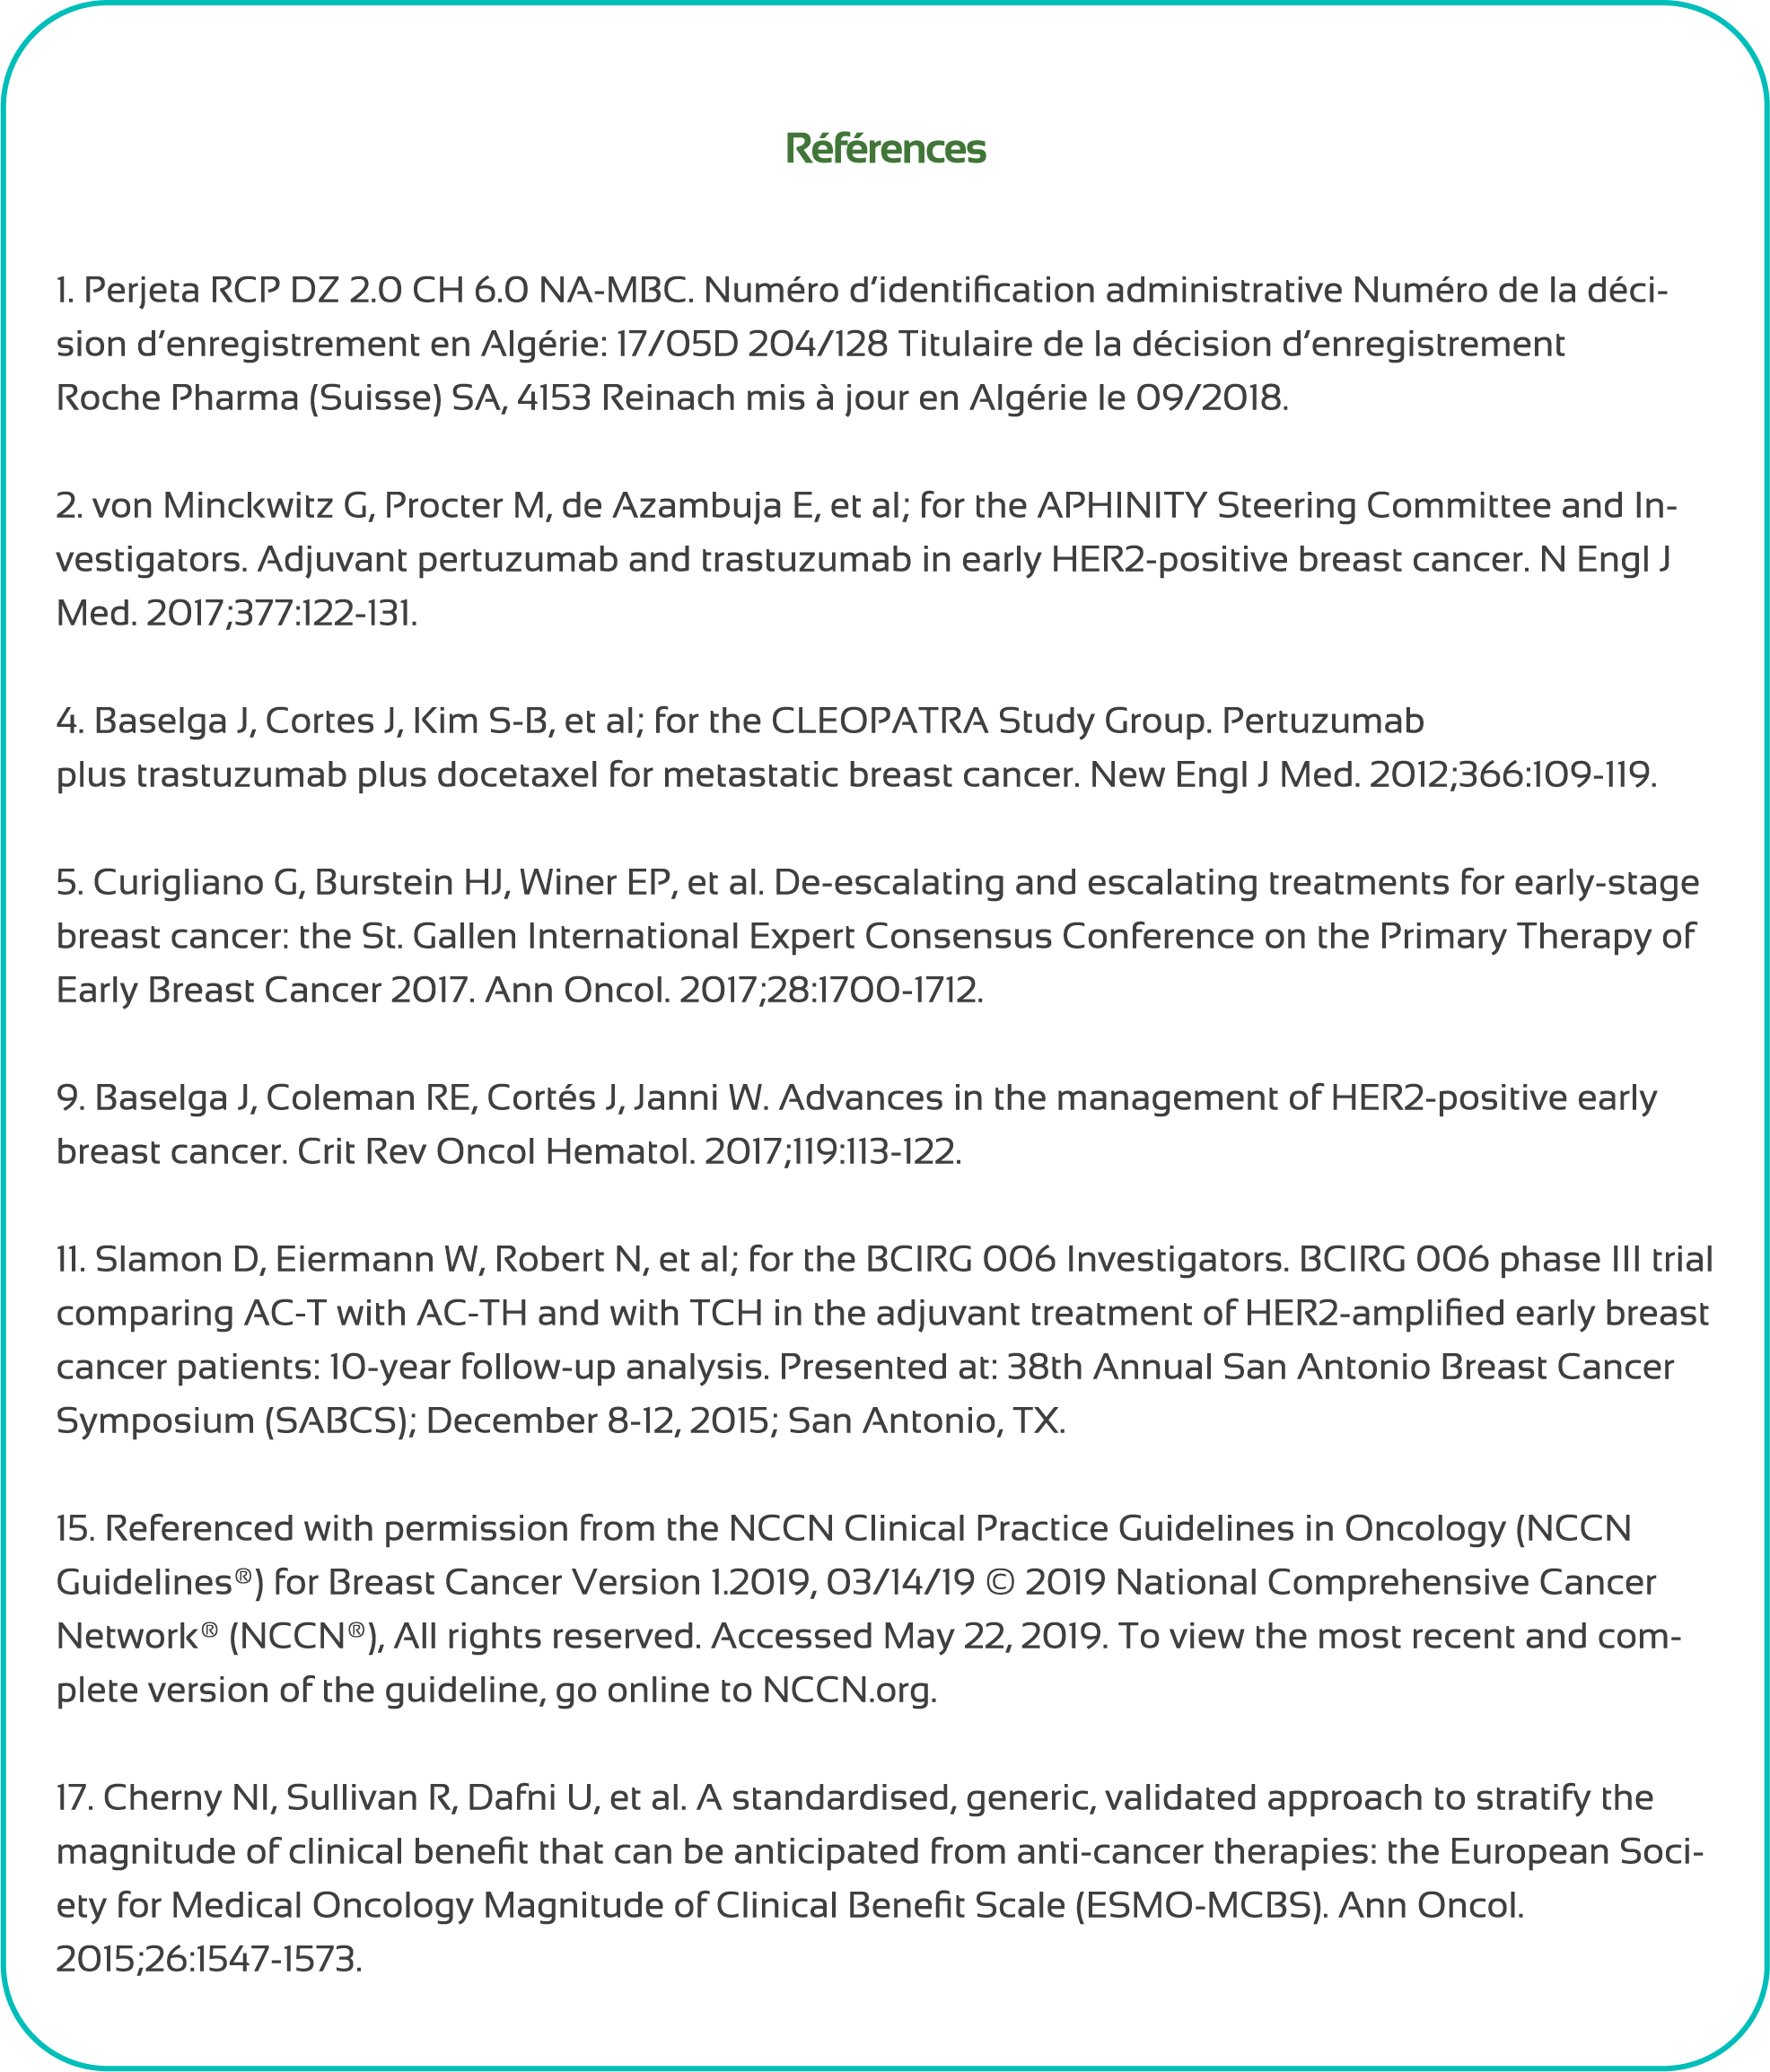 Références
1. Perjeta RCP DZ 2.0 CH 6.0 NA-MBC. Numéro d’identification administrative Numéro de la déci-
sion d’enregistrement en Algérie: 17/05D 204/128 Titulaire de la décision d’enregistrement
Roche Pharma (Suisse) SA, 4153 Reinach mis à jour en Algérie le 09/2018.
2. von Minckwitz G, Procter M, de Azambuja E, et al; for the APHINITY Steering Committee and In-
vestigators. Adjuvant pertuzumab and trastuzumab in early HER2-positive breast cancer. N Engl J
Med. 2017;377:122-131.
4. Baselga J, Cortes J, Kim S-B, et al; for the CLEOPATRA Study Group. Pertuzumab
plus trastuzumab plus docetaxel for metastatic breast cancer. New Engl J Med. 2012;366:109-119.
5. Curigliano G, Burstein HJ, Winer EP, et al. De-escalating and escalating treatments for early-stage
breast cancer: the St. Gallen International Expert Consensus Conference on the Primary Therapy of
Early Breast Cancer 2017. Ann Oncol. 2017;28:1700-1712.
9. Baselga J, Coleman RE, Cortés J, Janni W. Advances in the management of HER2-positive early
breast cancer. Crit Rev Oncol Hematol. 2017;119:113-122.
11. Slamon D, Eiermann W, Robert N, et al; for the BCIRG 006 Investigators. BCIRG 006 phase III trial
comparing AC-T with AC-TH and with TCH in the adjuvant treatment of HER2-amplified early breast
cancer patients: 10-year follow-up analysis. Presented at: 38th Annual San Antonio Breast Cancer
Symposium (SABCS); December 8-12, 2015; San Antonio, TX.
15. Referenced with permission from the NCCN Clinical Practice Guidelines in Oncology (NCCN
Guidelines®) for Breast Cancer Version 1.2019, 03/14/19 © 2019 National Comprehensive Cancer
Network® (NCCN®), All rights reserved. Accessed May 22, 2019. To view the most recent and com-
plete version of the guideline, go online to NCCN.org.
17. Cherny NI, Sullivan R, Dafni U, et al. A standardised, generic, validated approach to stratify the
magnitude of clinical benefit that can be anticipated from anti-cancer therapies: the European Soci-
ety for Medical Oncology Magnitude of Clinical Benefit Scale (ESMO-MCBS). Ann Oncol.
2015;26:1547-1573.